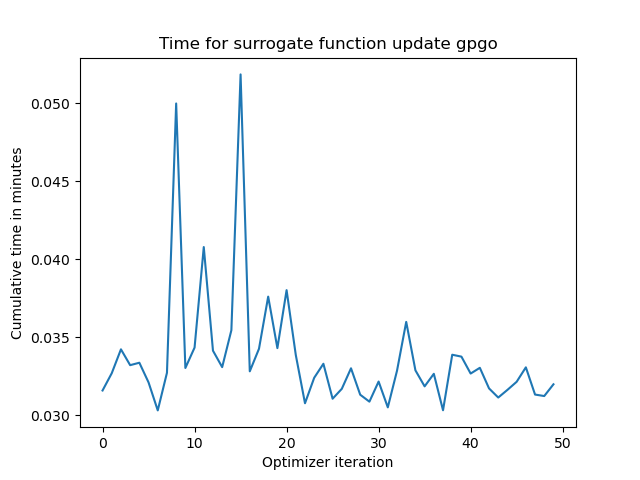 Time for surrogate function update gpgo
Cumulative time in minutes
0.050
0.045
0.040
0.035
0.030
0 10 20 30 40 50
Optimizer iteration